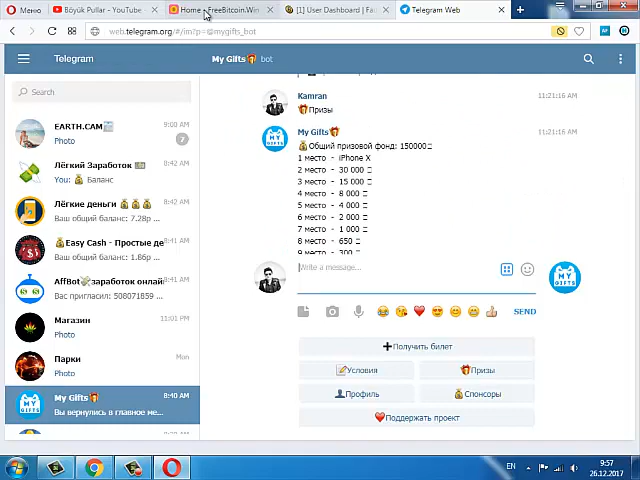 Меню
Böyük Pullar - YouTube
Home - FreeBitcoin.Win
[1] User Dashboard | Fa
Telegram Web
web.telegram.org/#/im?p=@mygifts_bot
Telegram
My Gifts🎁 bot
Search
EARTH.CAM
9:00 AM
Photo
7
Лёгкий Заработок
8:42 AM
You: 💰 Баланс
Лёгкие деньги 💰💰💰
8:42 AM
Ваш общий баланс: 7.28р ...
💰Easy Cash - Простые де
8:41 AM
Ваш общий баланс: 1.86р ...
AffBot💸заработок онлай
8:41 AM
Вас пригласил: 508071859 ...
Магазин
11:01 PM
Photo
Парки
Mon
Photo
My Gifts🎁
8:40 AM
Вы вернулись в главное ме...
MY GIFTS
Kamran
11:21:16 AM
🎁Призы
My Gifts🎁
11:21:16 AM
💰Общий призовой фонд: 150000
1 место - iPhone X
2 место - 30 000
3 место - 15 000
4 место - 8 000
5 место - 4 000
6 место - 2 000
7 место - 1 000
8 место - 650
9 место - 300
Write a message...
SEND
➕Получить билет
📝Условия
🎁Призы
👤Профиль
💰Спонсоры
❤️Поддержать проект
EN
9:57
26.12.2017